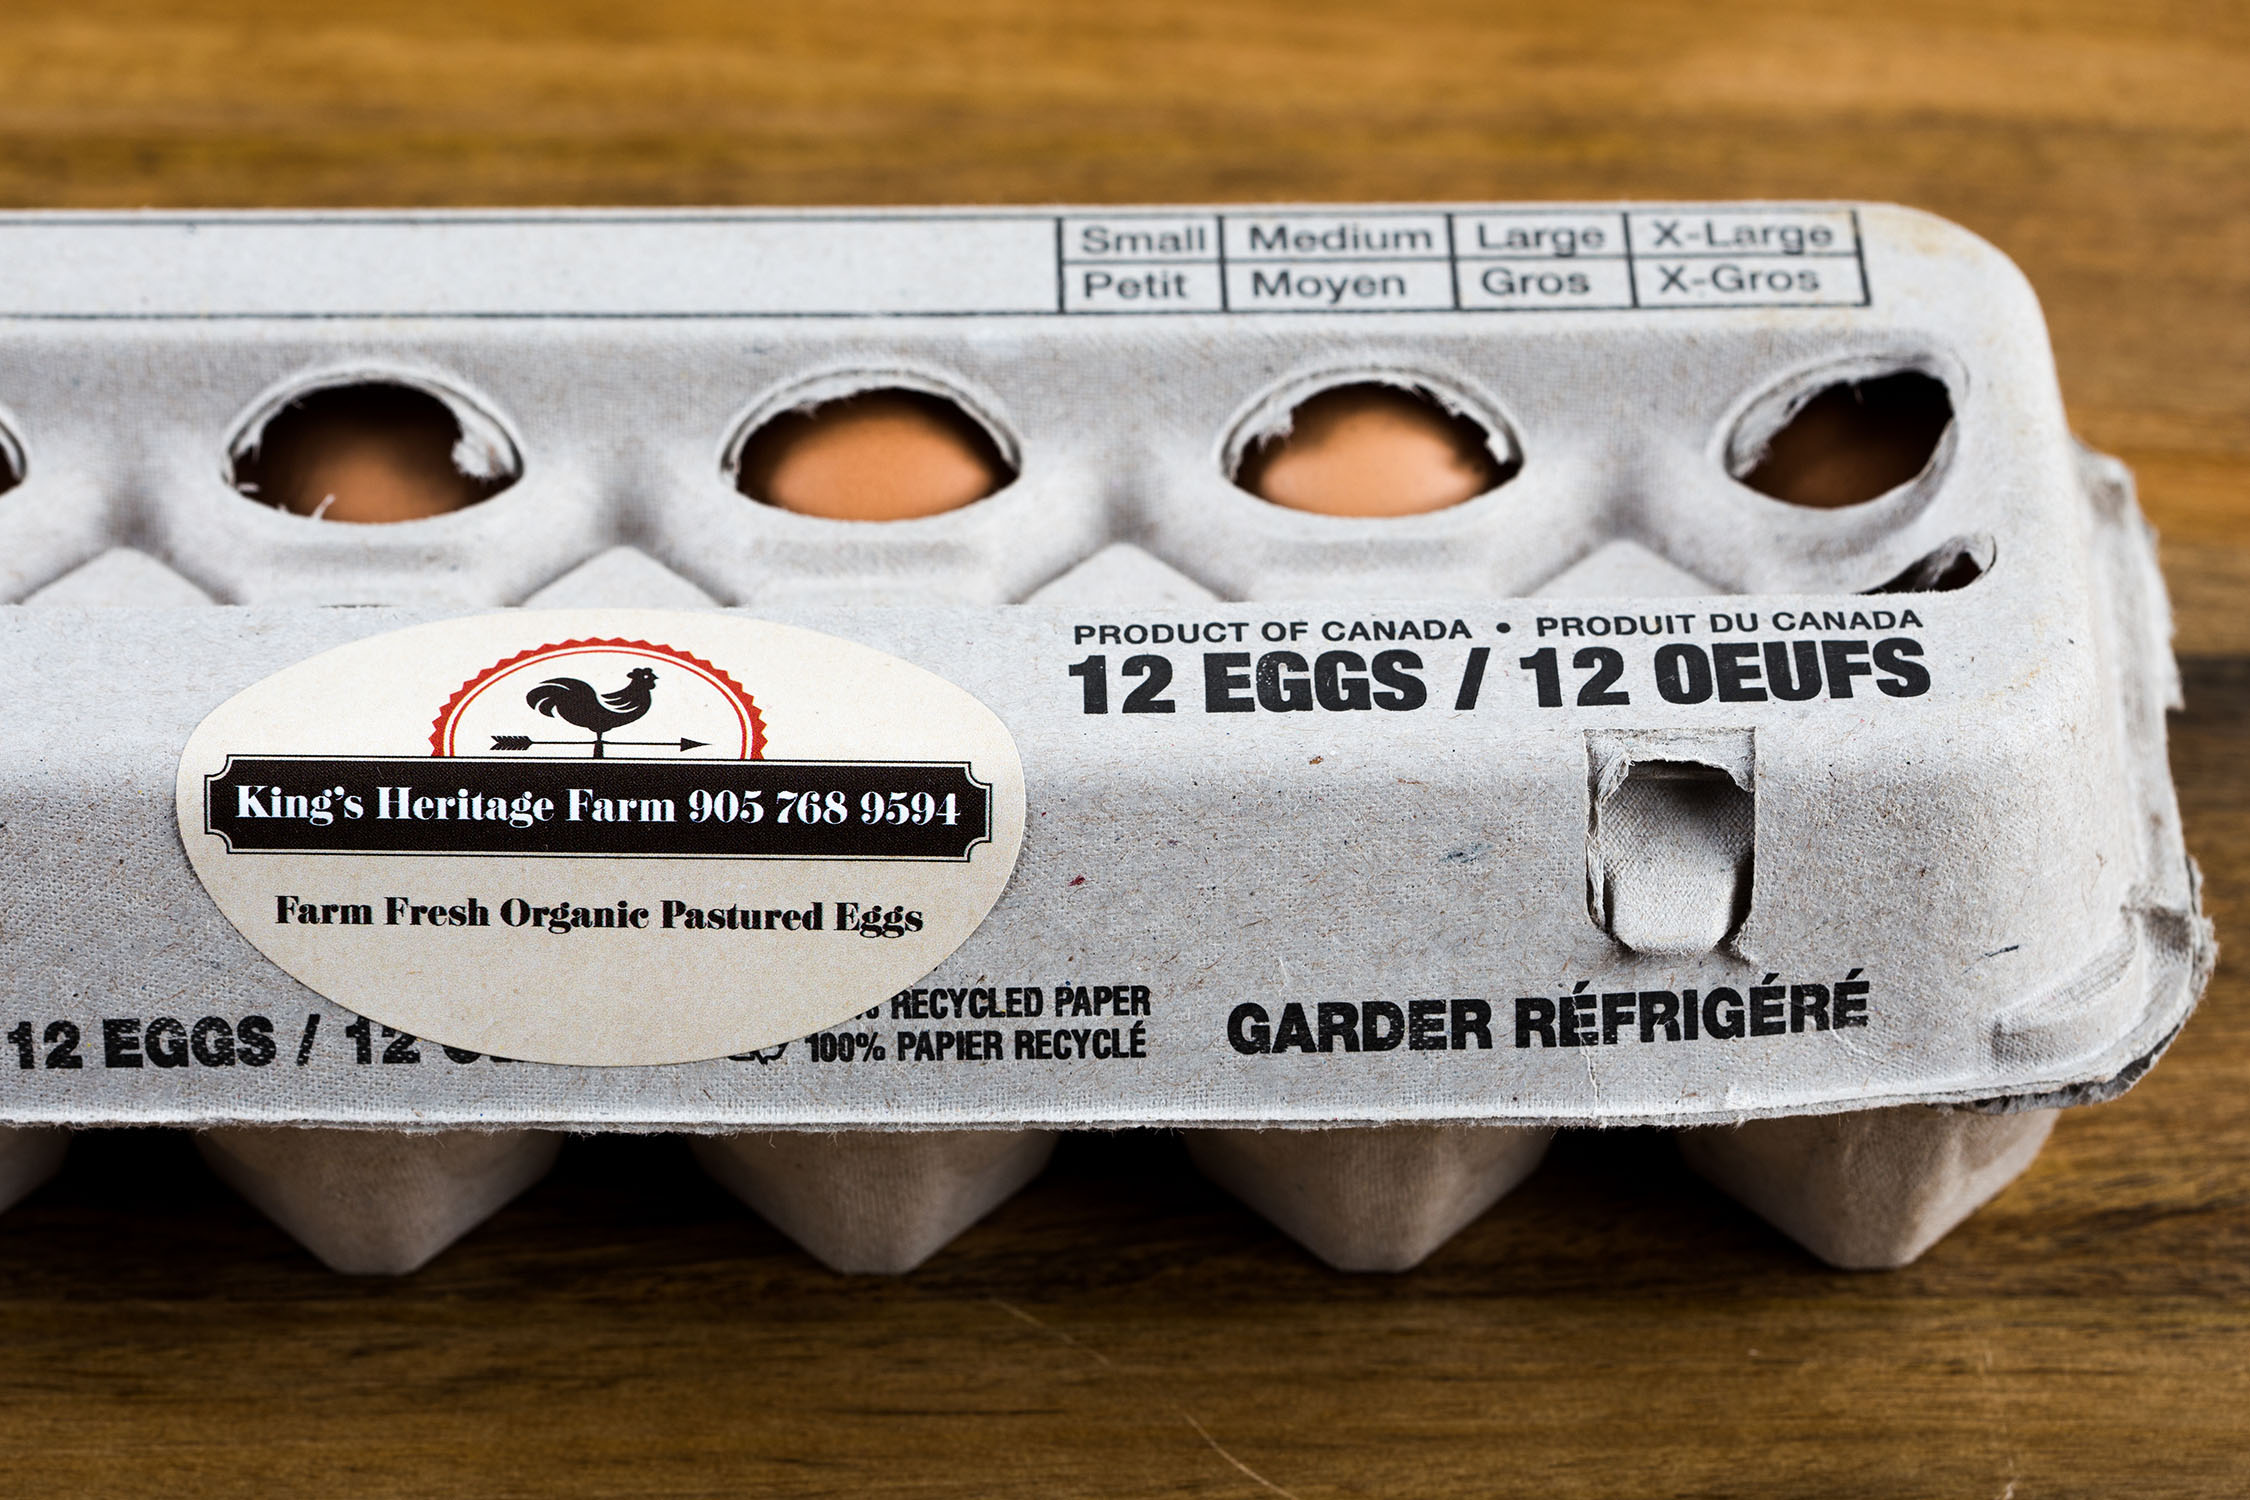 Small Medium Large X-Large
Petit Moyen Gros X-Gros
PRODUCT OF CANADA • PRODUIT DU CANADA
12 EGGS / 12 OEUFS
King's Heritage Farm 905 768 9594
Farm Fresh Organic Pastured Eggs
12 EGGS / 12
RECYCLED PAPER
100% PAPIER RECYCLÉ
GARDER RÉFRIGÉRÉ